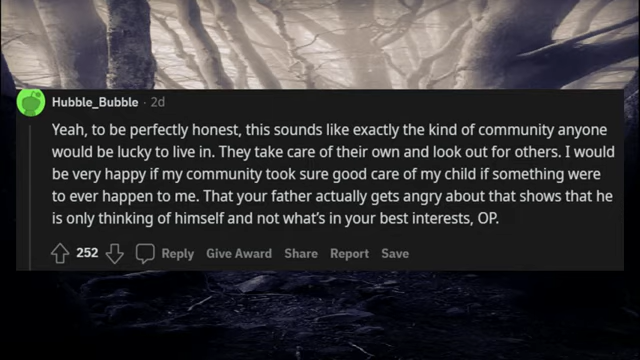 Hubble_Bubble · 2d
Yeah, to be perfectly honest, this sounds like exactly the kind of community anyone
would be lucky to live in. They take care of their own and look out for others. I would
be very happy if my community took sure good care of my child if something were
to ever happen to me. That your father actually gets angry about that shows that he
is only thinking of himself and not what's in your best interests, OP.
252 Reply Give Award Share Report Save